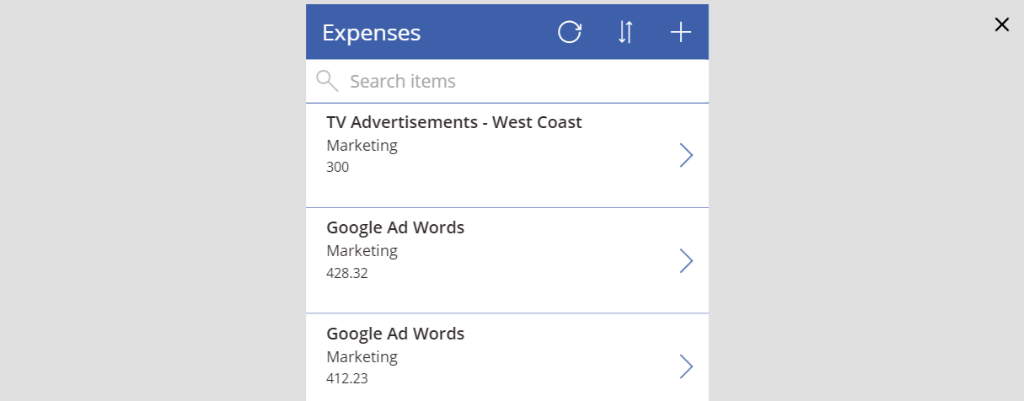 Expenses
Search items
TV Advertisements - West Coast
Marketing
300
Google Ad Words
Marketing
428.32
Google Ad Words
Marketing
412.23